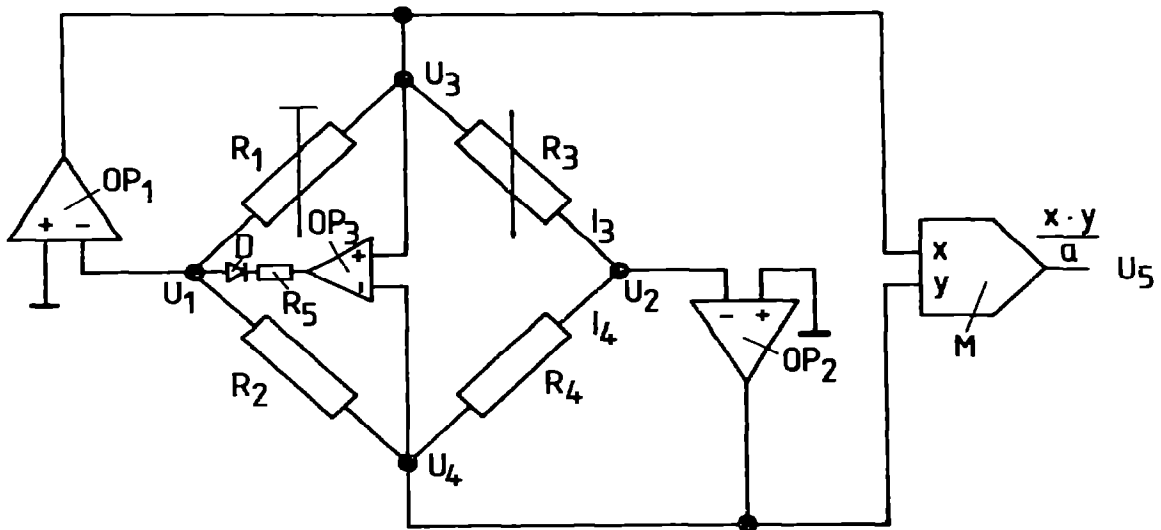 U3
R1
R3
OP1
OP3
I3
+ -
D
+
-
x · y
a
x
y
U5
U1
R5
U2
I4
- +
M
R2
R4
OP2
U4